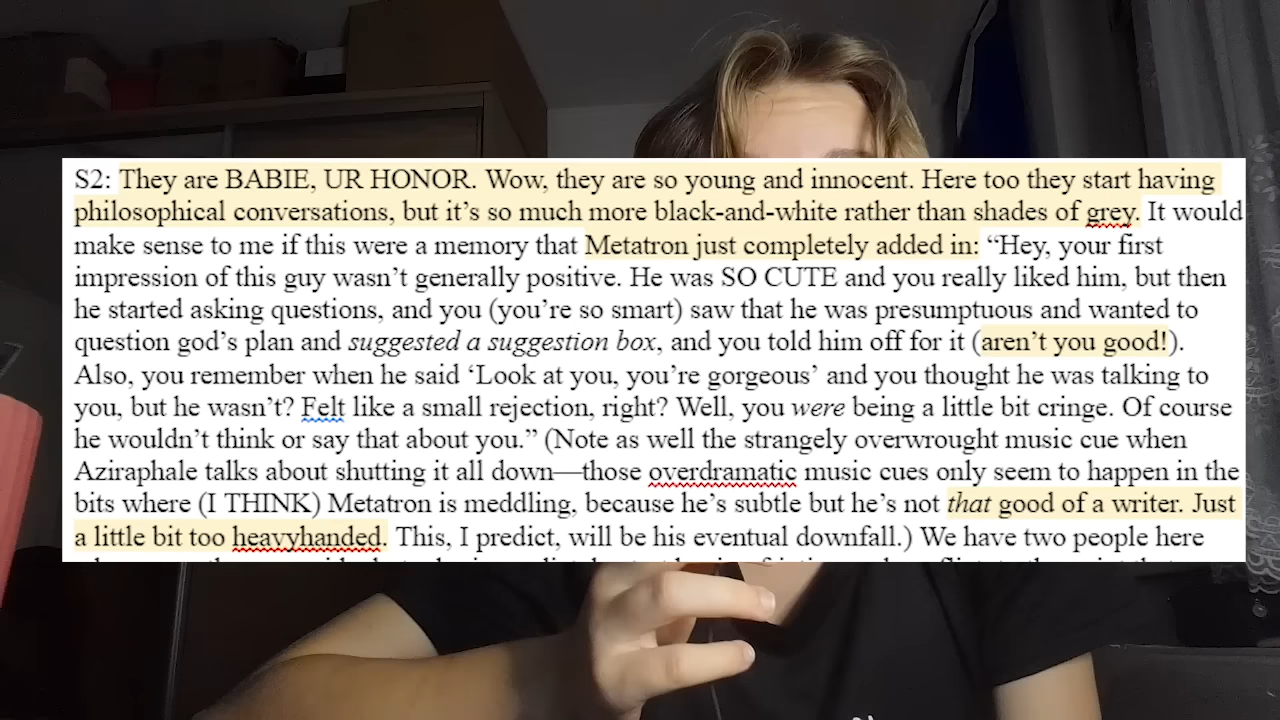 S2: They are BABIE, UR HONOR. Wow, they are so young and innocent. Here too they start having
philosophical conversations, but it’s so much more black-and-white rather than shades of grey. It would
make sense to me if this were a memory that Metatron just completely added in: “Hey, your first
impression of this guy wasn’t generally positive. He was SO CUTE and you really liked him, but then
he started asking questions, and you (you’re so smart) saw that he was presumptuous and wanted to
question god’s plan and suggested a suggestion box, and you told him off for it (aren’t you good!).
Also, you remember when he said ‘Look at you, you’re gorgeous’ and you thought he was talking to
you, but he wasn’t? Felt like a small rejection, right? Well, you were being a little bit cringe. Of course
he wouldn’t think or say that about you.” (Note as well the strangely overwrought music cue when
Aziraphale talks about shutting it all down—those overdramatic music cues only seem to happen in the
bits where (I THINK) Metatron is meddling, because he’s subtle but he’s not that good of a writer. Just
a little bit too heavyhanded. This, I predict, will be his eventual downfall.) We have two people here